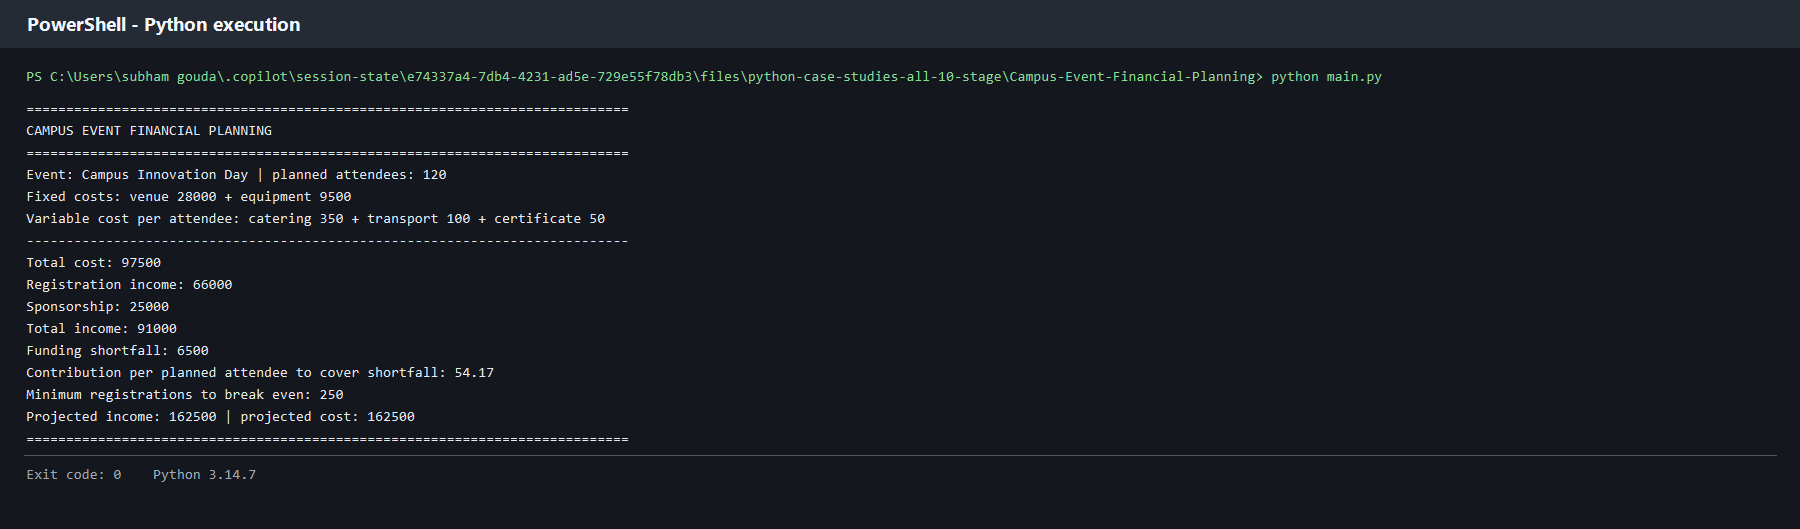 PowerShell - Python execution
PS C:\Users\subham gouda\.copilot\session-state\e74337a4-7db4-4231-ad5e-729e55f78db3\files\python-case-studies-all-10-stage\Campus-Event-Financial-Planning> python main.py
============================================================================
CAMPUS EVENT FINANCIAL PLANNING
============================================================================
Event: Campus Innovation Day | planned attendees: 120
Fixed costs: venue 28000 + equipment 9500
Variable cost per attendee: catering 350 + transport 100 + certificate 50
----------------------------------------------------------------------------
Total cost: 97500
Registration income: 66000
Sponsorship: 25000
Total income: 91000
Funding shortfall: 6500
Contribution per planned attendee to cover shortfall: 54.17
Minimum registrations to break even: 250
Projected income: 162500 | projected cost: 162500
============================================================================
Exit code: 0    Python 3.14.7